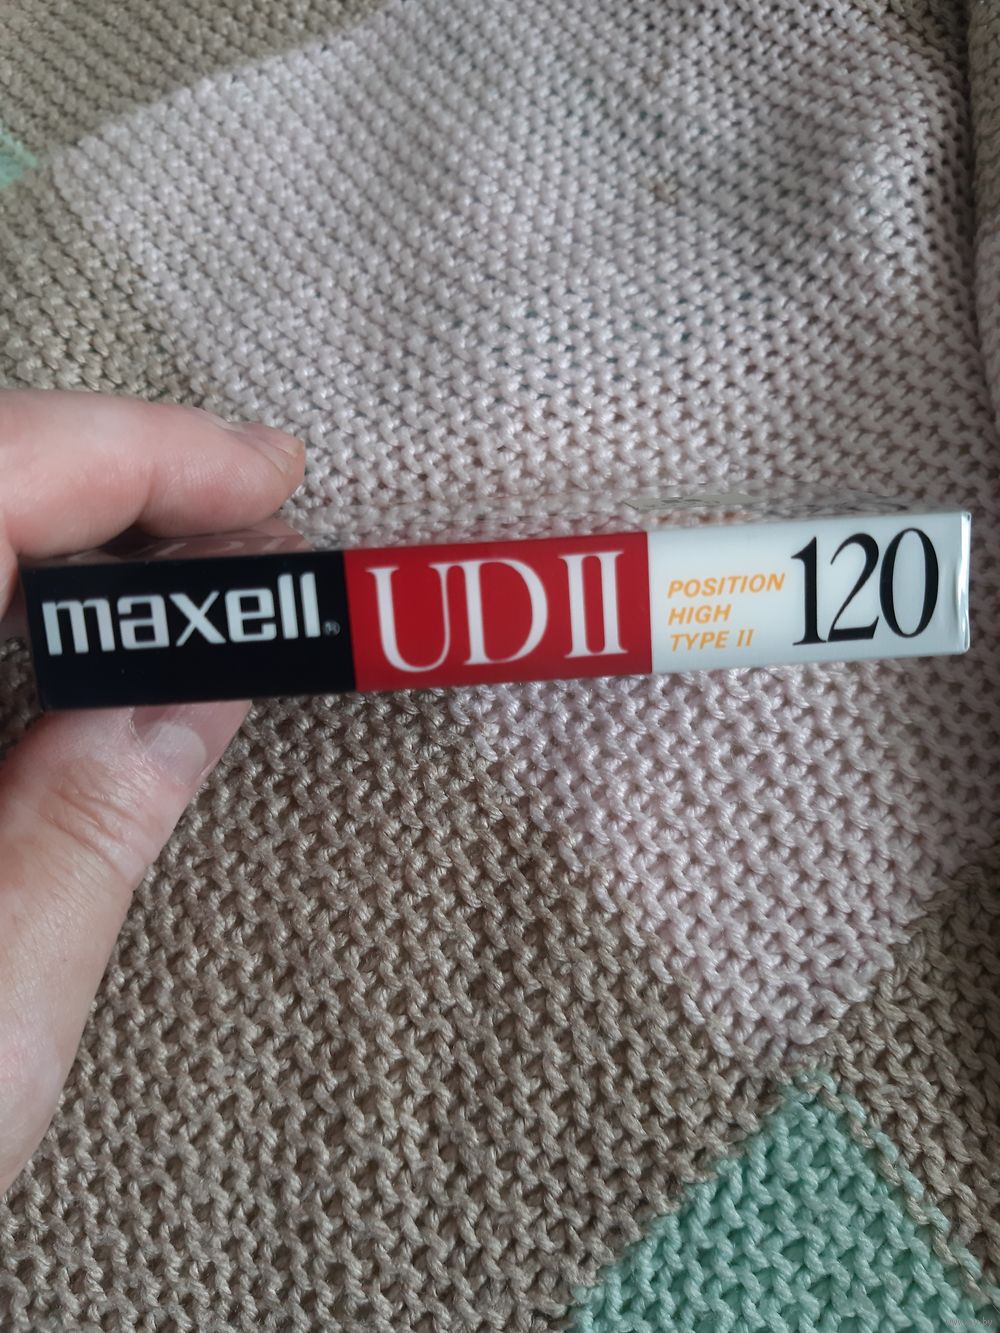 maxell®
UD II
POSITION
HIGH
TYPE II
120